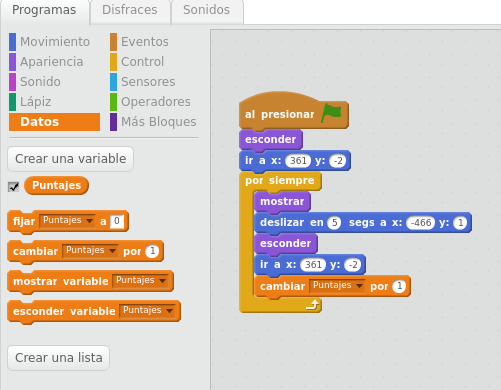 Programas Disfraces Sonidos
Movimiento Eventos
Apariencia Control
Sonido Sensores
Lápiz Operadores
Datos Más Bloques
Crear una variable
Puntajes
fijar Puntajes a 0
cambiar Puntajes por 1
mostrar variable Puntajes
esconder variable Puntajes
Crear una lista
al presionar
esconder
ir a x: 361 y: -2
por siempre
mostrar
deslizar en 5 segs a x: -466 y: 1
esconder
ir a x: 361 y: -2
cambiar Puntajes por 1